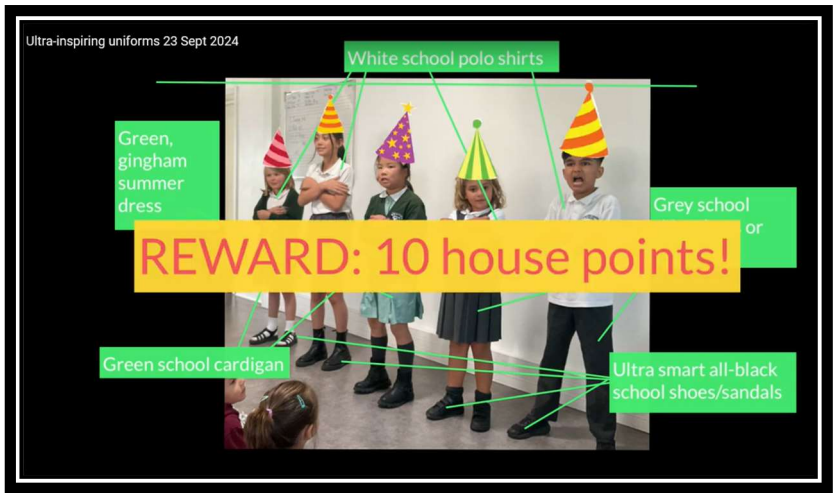 Ultra-inspiring uniforms 23 Sept 2024
White school polo shirts
Green,
gingham
summer
dress
Grey school
or
REWARD: 10 house points!
Green school cardigan
Ultra smart all-black
school shoes/sandals